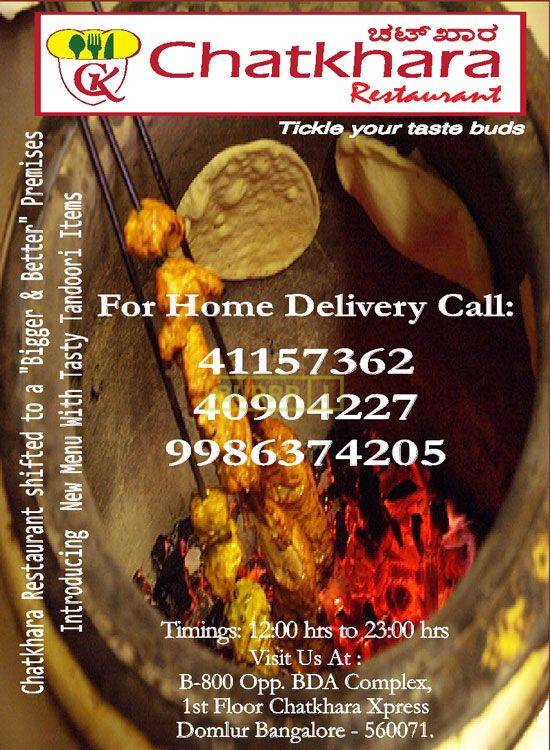 ಚಟ್ ಖಾರ
CK
Chatkhara
Restaurant
Tickle your taste buds
Chatkhara Restaurant shifted to a "Bigger & Better" Premises
Introducing New Menu With Tasty Tandoori Items
For Home Delivery Call:
41157362
40904227
9986374205
Timings: 12:00 hrs to 23:00 hrs
Visit Us At :
B-800 Opp. BDA Complex,
1st Floor Chatkhara Xpress
Domlur Bangalore - 560071.